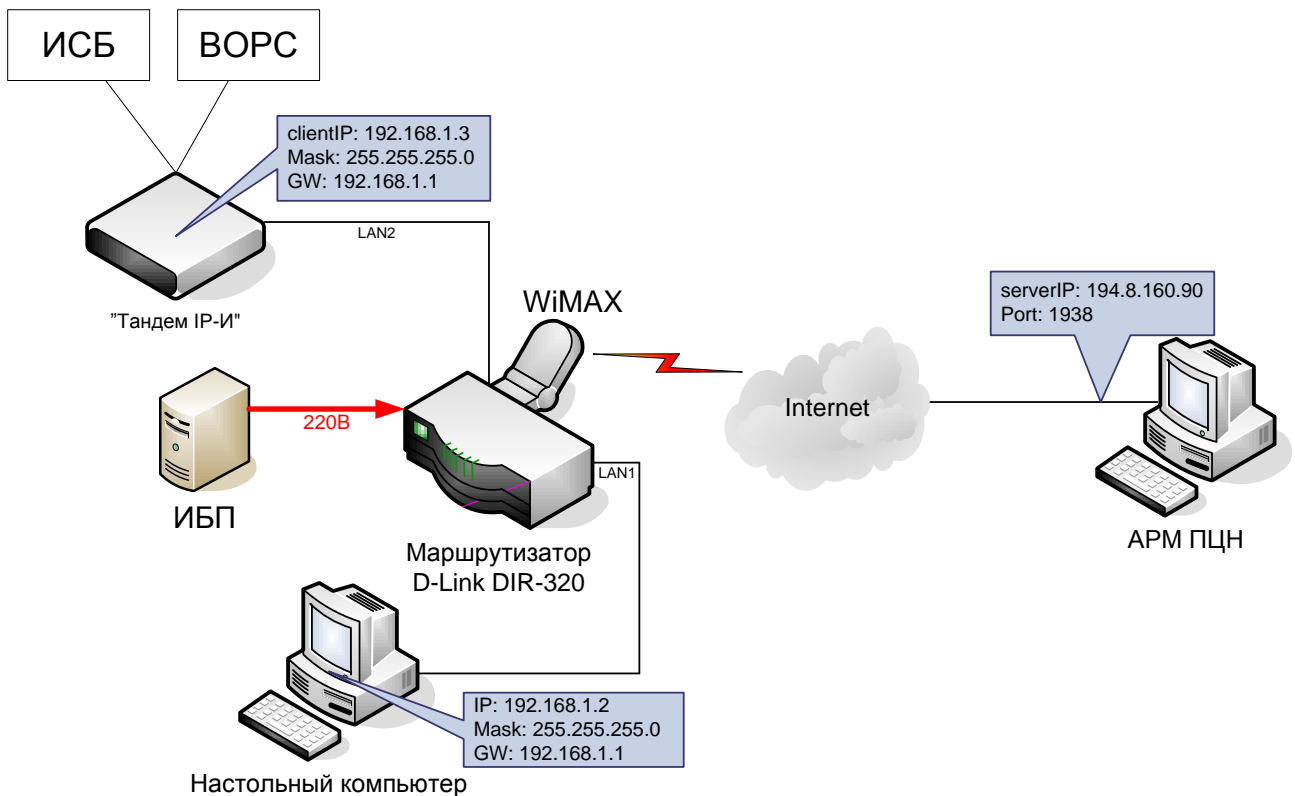 ИСБ
ВОРС
clientIP: 192.168.1.3
Mask: 255.255.255.0
GW: 192.168.1.1
LAN2
"Тандем IP-И"
WiMAX
serverIP: 194.8.160.90
Port: 1938
Internet
220В
LAN1
ИБП
Маршрутизатор
D-Link DIR-320
АРМ ПЦН
IP: 192.168.1.2
Mask: 255.255.255.0
GW: 192.168.1.1
Настольный компьютер